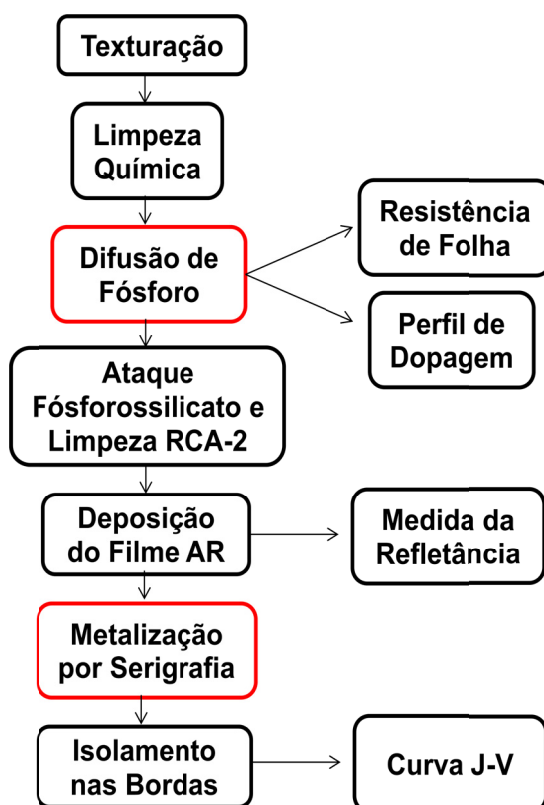 Texturação
Limpeza
Química
Difusão de
Fósforo
Resistência
de Folha
Perfil de
Dopagem
Ataque
Fósforossilicato e
Limpeza RCA-2
Deposição
do Filme AR
Medida da
Refletância
Metalização
por Serigrafia
Isolamento
nas Bordas
Curva J-V